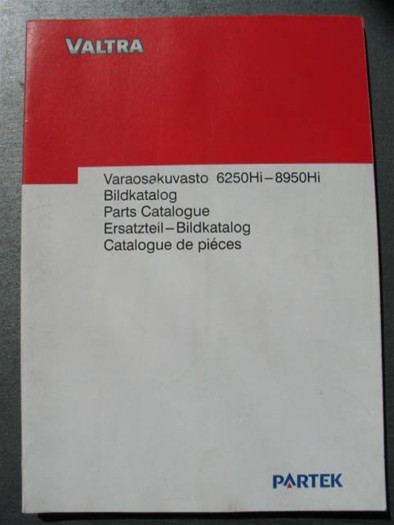 VALTRA
Varaosakuvasto 6250Hi-8950Hi
Bildkatalog
Parts Catalogue
Ersatzteil-Bildkatalog
Catalogue de piéces
PARTEK